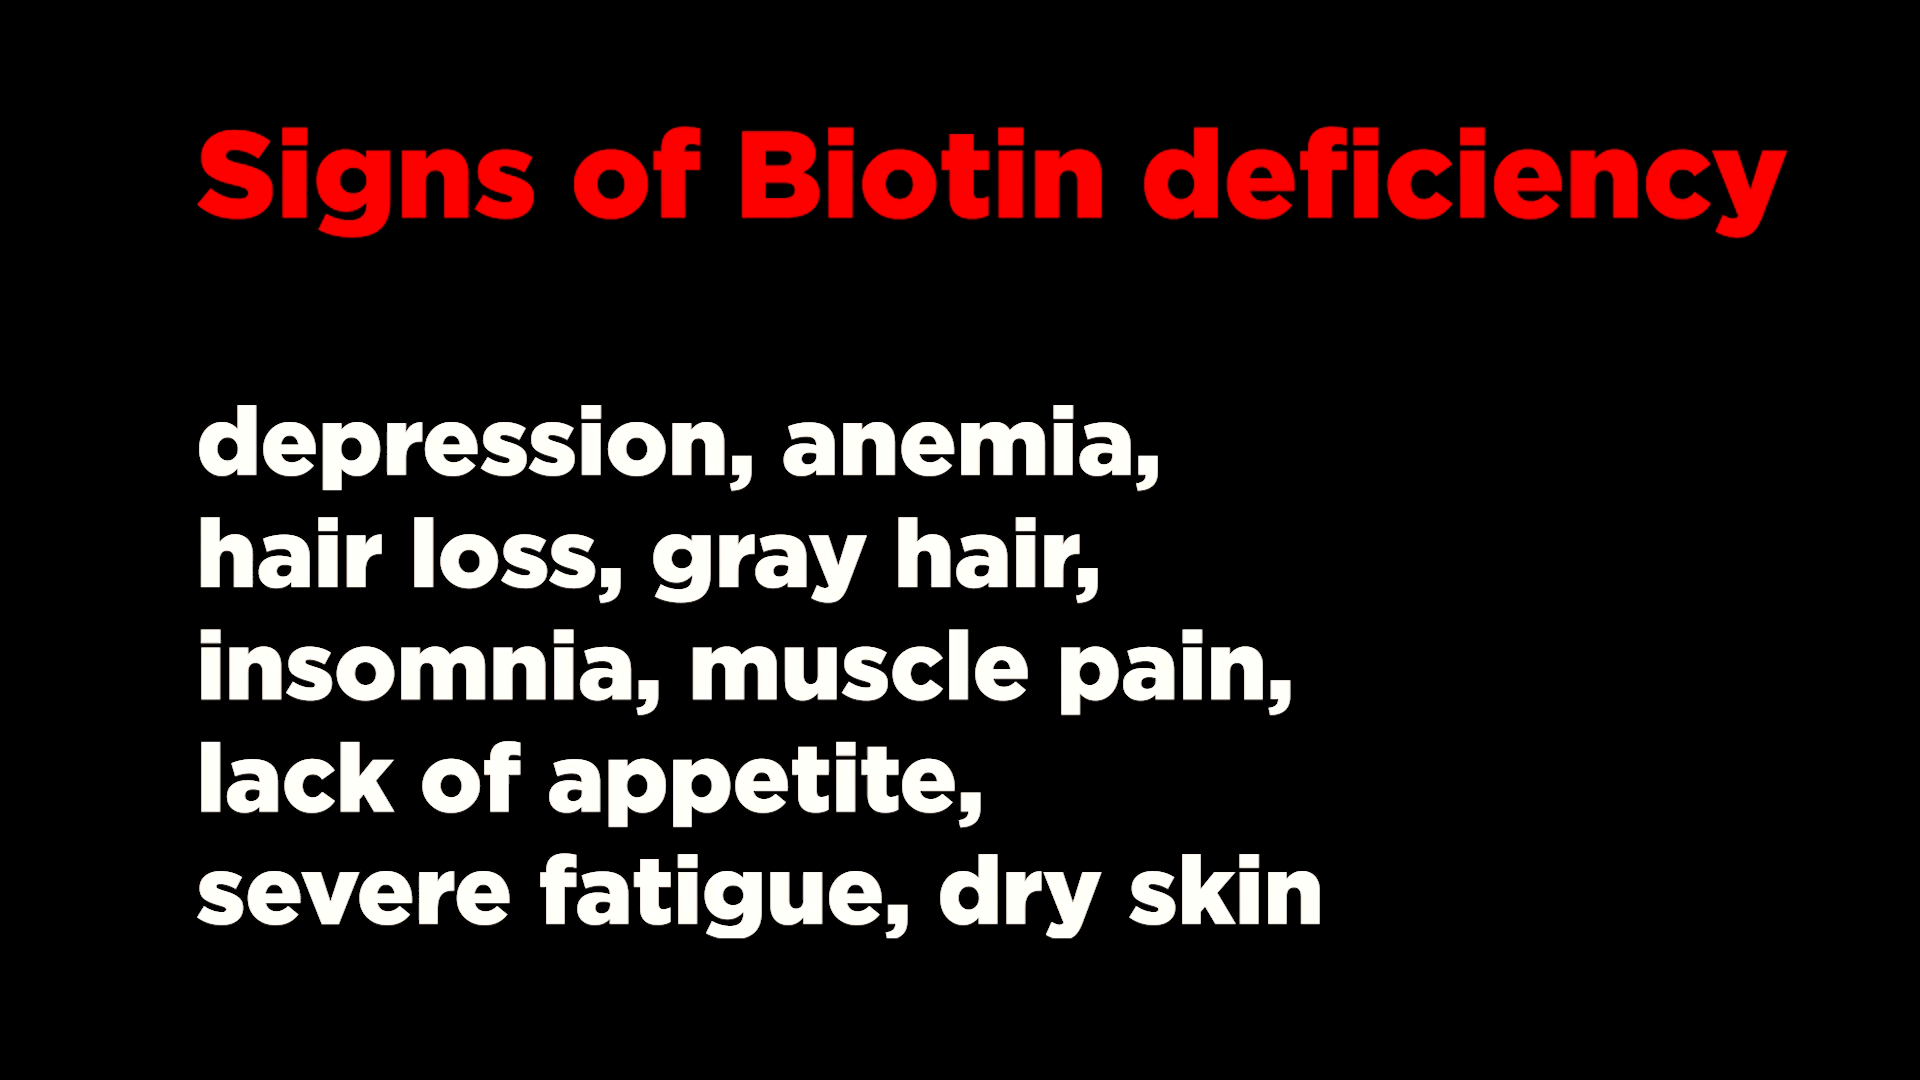 Signs of Biotin deficiency
depression, anemia,
hair loss, gray hair,
insomnia, muscle pain,
lack of appetite,
severe fatigue, dry skin